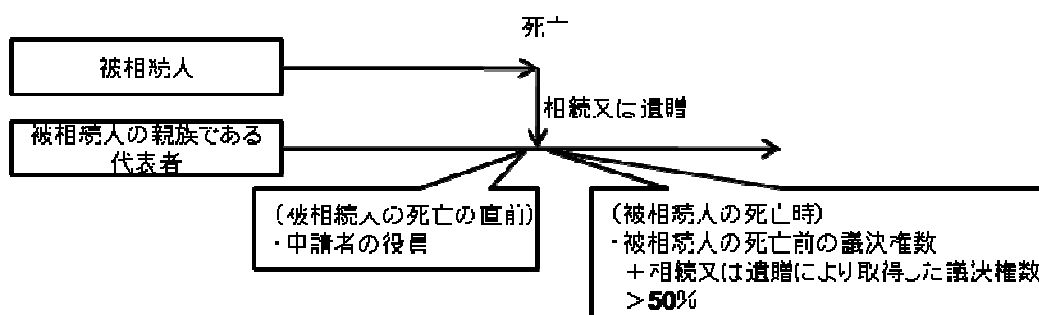 死亡
被相続人
相続又は遺贈
被相続人の親族である
代表者
(被相続人の死亡の直前)
・申請者の役員
(被相続人の死亡時)
・被相続人の死亡前の議決権数
＋相続又は遺贈により取得した議決権数
＞50%